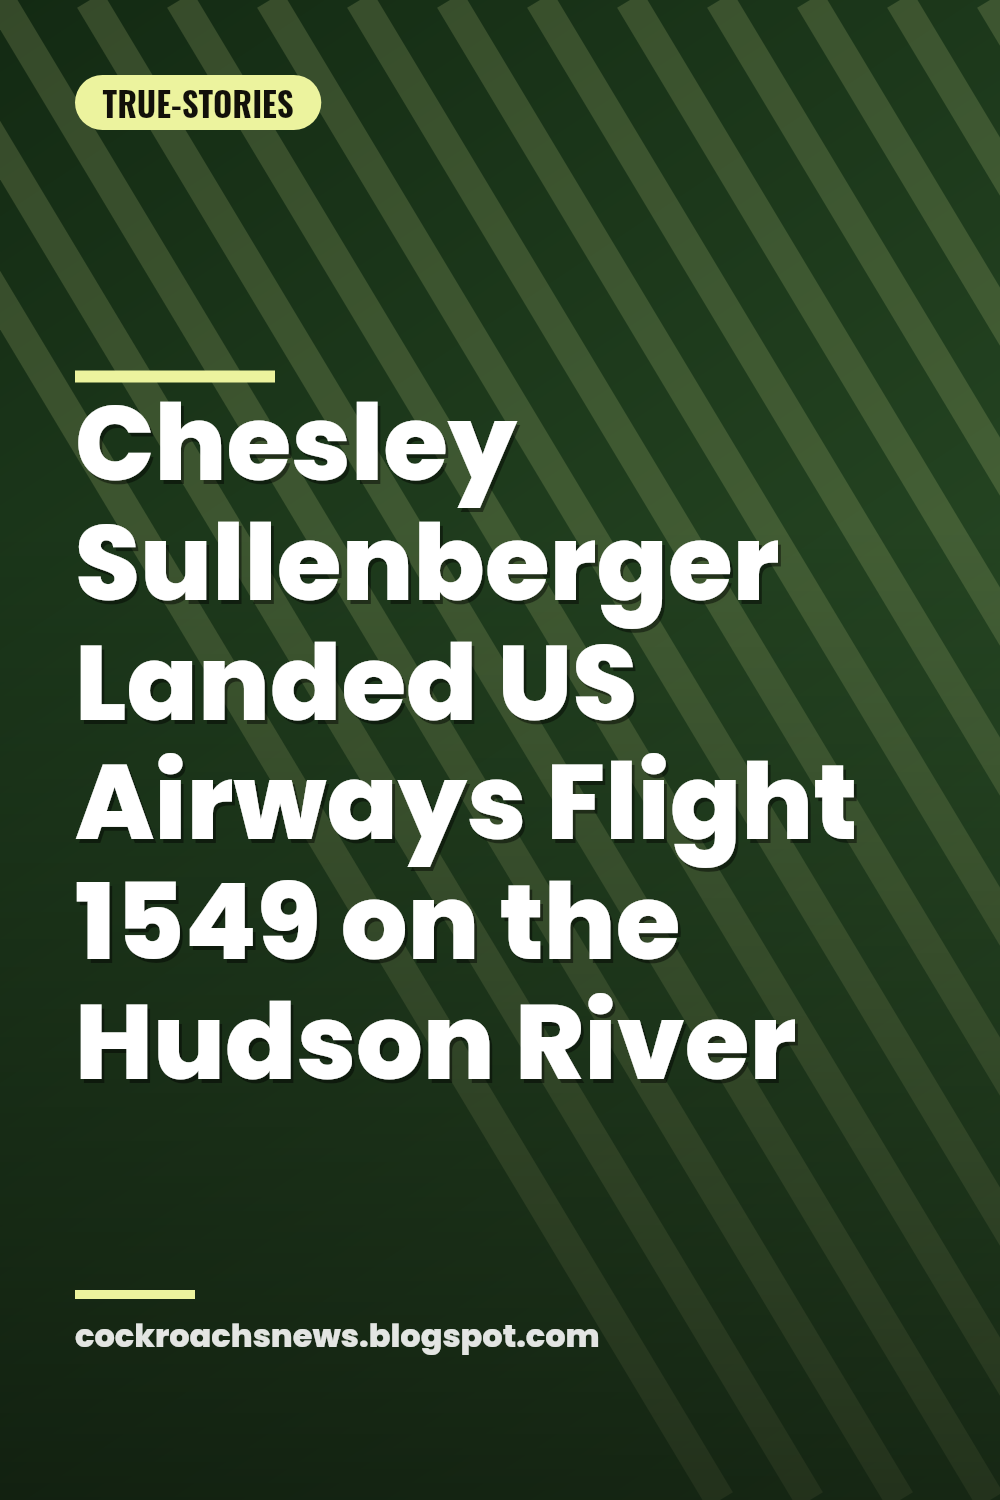 TRUE-STORIES
Chesley
Sullenberger
Landed US
Airways Flight
1549 on the
Hudson River
cockroachsnews.blogspot.com